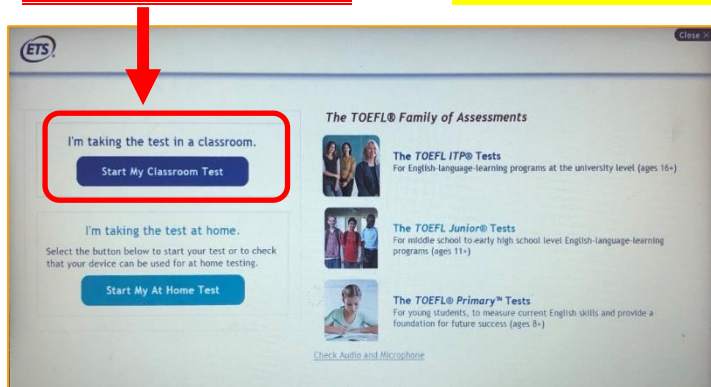 ETS
Close ×
I'm taking the test in a classroom.
Start My Classroom Test
I'm taking the test at home.
Select the button below to start your test or to check
that your device can be used for at home testing.
Start My At Home Test
The TOEFL® Family of Assessments
The TOEFL ITP® Tests
For English-language-learning programs at the university level (ages 16+)
The TOEFL Junior® Tests
For middle school to early high school level English-language-learning
programs (ages 11+)
The TOEFL® Primary™ Tests
For young students, to measure current English skills and provide a
foundation for future success (ages 8+)
Check Audio and Microphone